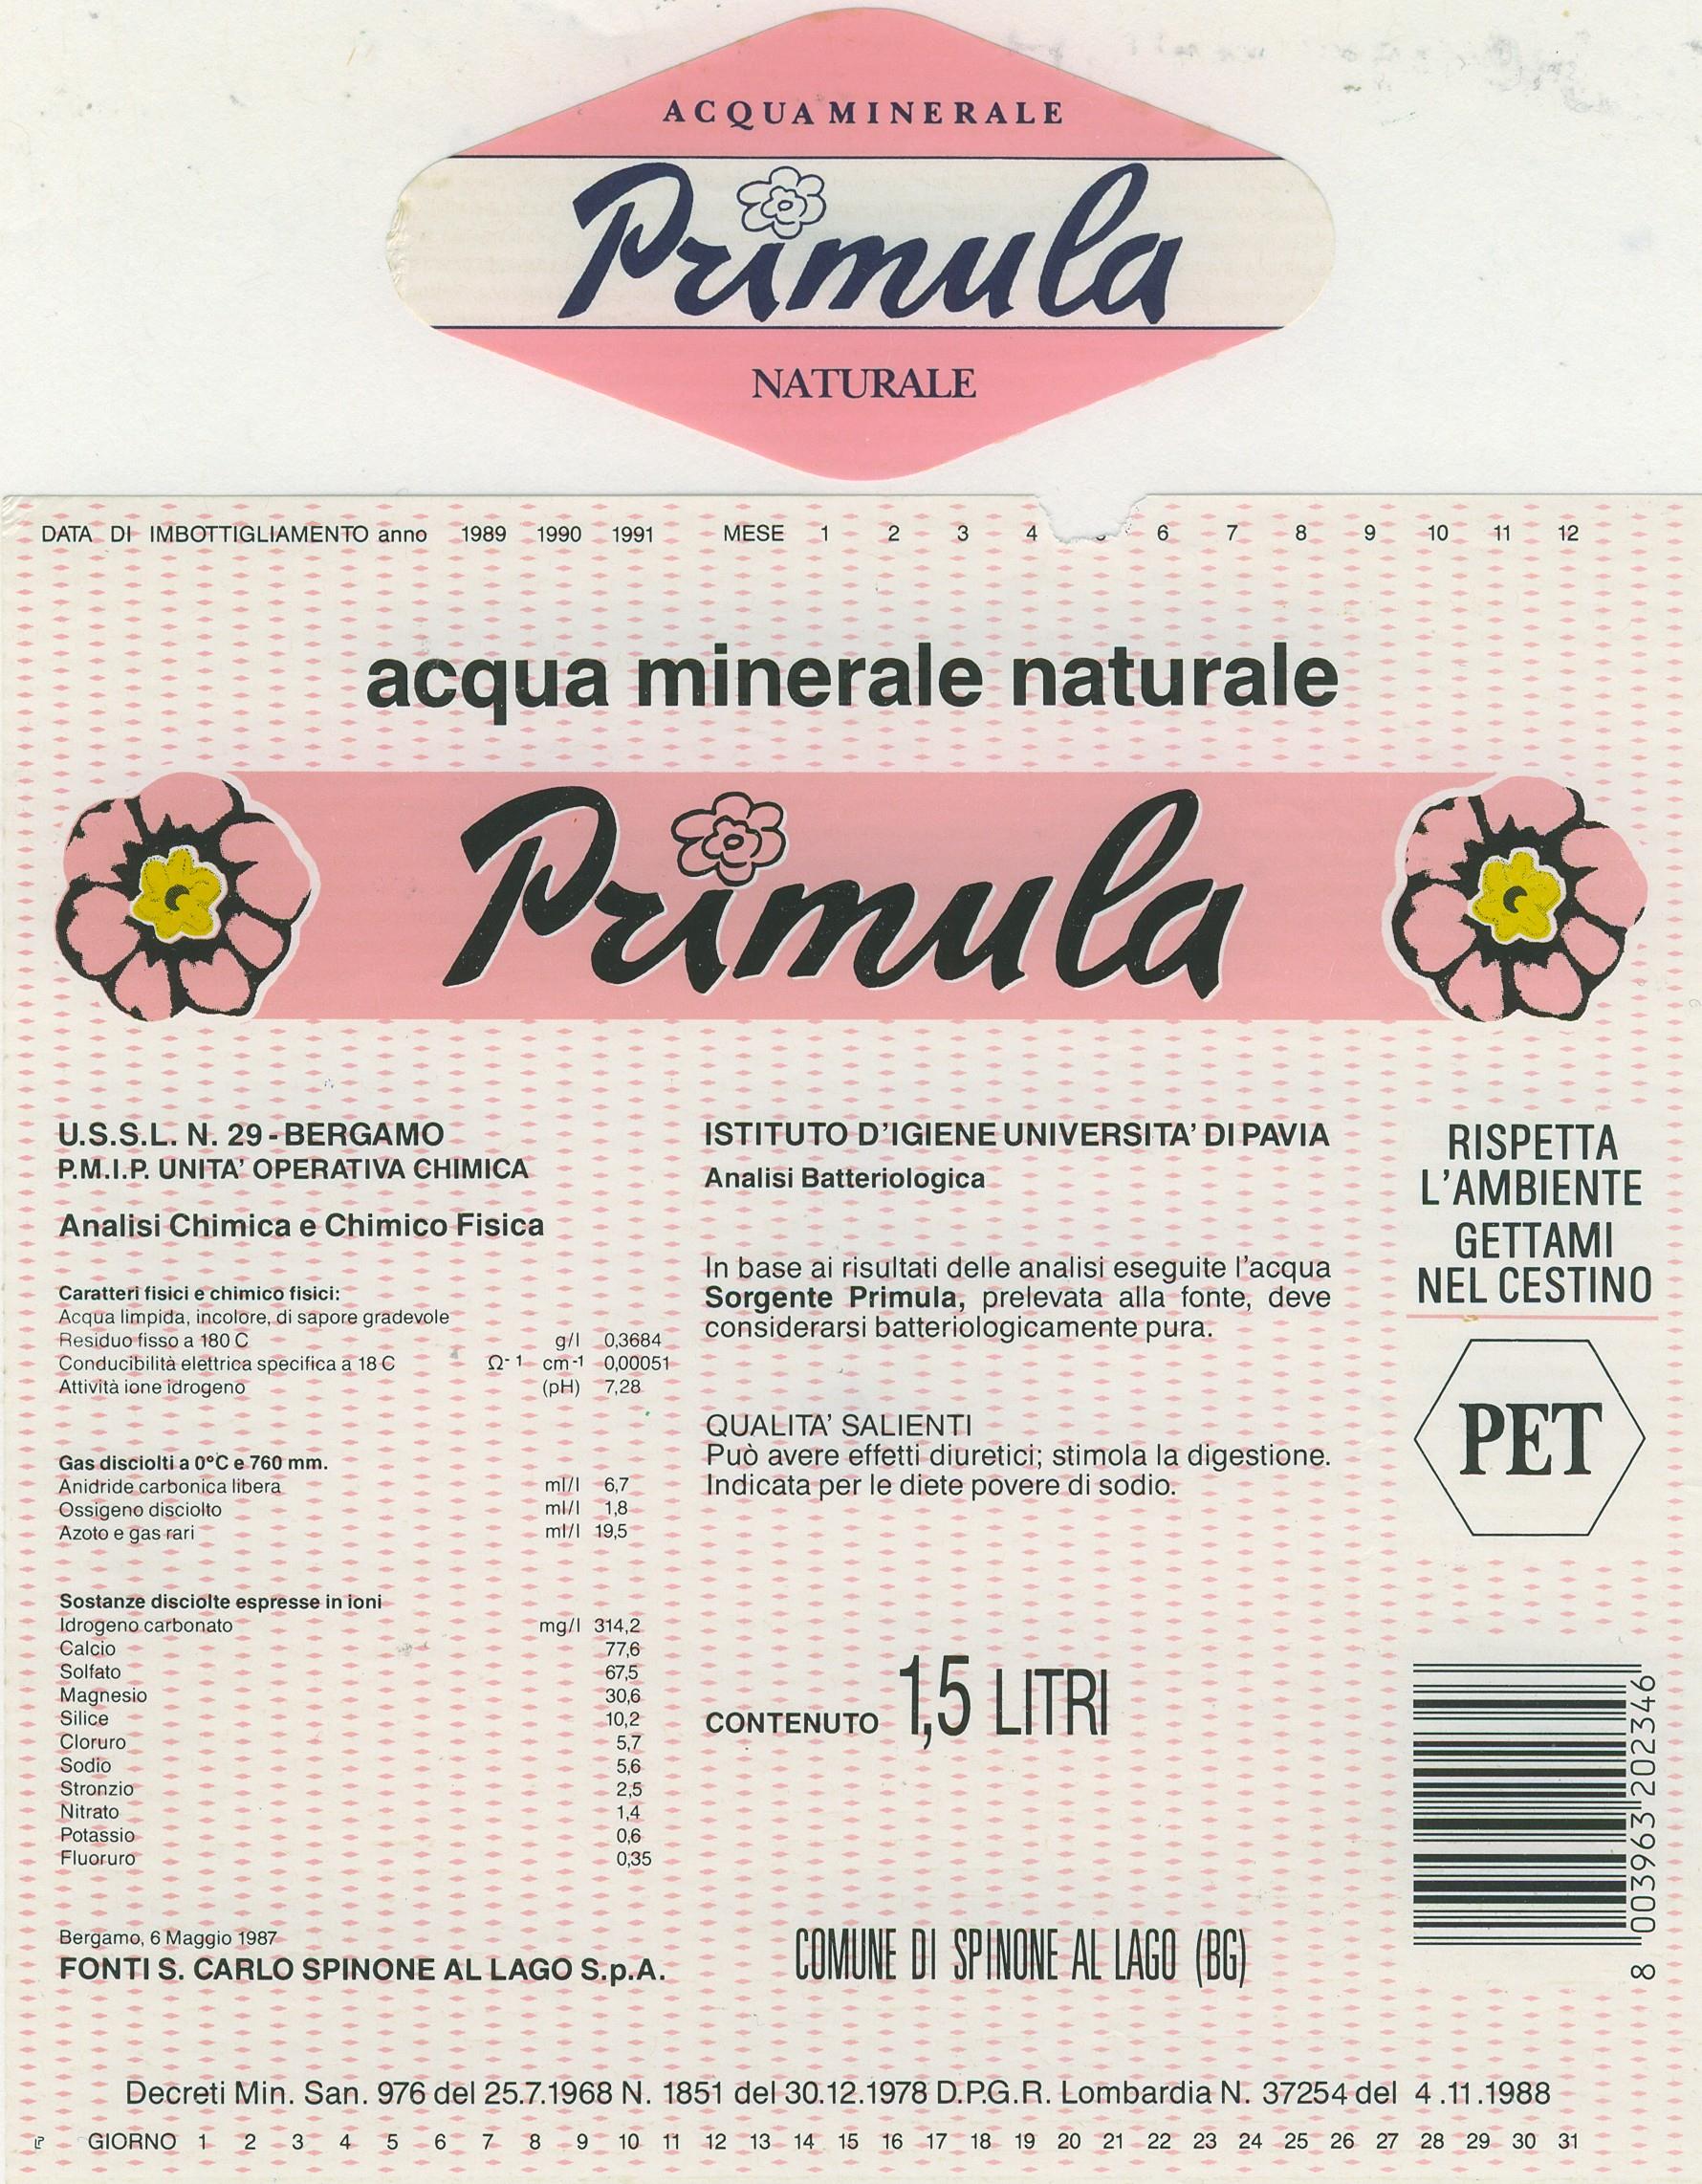 ACQUA MINERALE
Primula
NATURALE
DATA DI IMBOTTIGLIAMENTO anno 1989 1990 1991 MESE 1 2 3 4 6 7 8 9 10 11 12
acqua minerale naturale
Primula
U.S.S.L. N. 29 - BERGAMO
P.M.I.P. UNITA' OPERATIVA CHIMICA
Analisi Chimica e Chimico Fisica
Caratteri fisici e chimico fisici:
Acqua limpida, incolore, di sapore gradevole
Residuo fisso a 180 C g/l 0,3684
Conducibilità elettrica specifica a 18 C Ω-1 cm-1 0,00051
Attività ione idrogeno (pH) 7,28
Gas disciolti a 0°C e 760 mm.
Anidride carbonica libera ml/l 6,7
Ossigeno disciolto ml/l 1,8
Azoto e gas rari ml/l 19,5
Sostanze disciolte espresse in ioni
Idrogeno carbonato mg/l 314,2
Calcio 77,6
Solfato 67,5
Magnesio 30,6
Silice 10,2
Cloruro 5,7
Sodio 5,6
Stronzio 2,5
Nitrato 1,4
Potassio 0,6
Fluoruro 0,35
Bergamo, 6 Maggio 1987
FONTI S. CARLO SPINONE AL LAGO S.p.A.
ISTITUTO D'IGIENE UNIVERSITA' DI PAVIA
Analisi Batteriologica
In base ai risultati delle analisi eseguite l'acqua
Sorgente Primula, prelevata alla fonte, deve
considerarsi batteriologicamente pura.
QUALITA' SALIENTI
Può avere effetti diuretici; stimola la digestione.
Indicata per le diete povere di sodio.
CONTENUTO 1,5 LITRI
COMUNE DI SPINONE AL LAGO (BG)
RISPETTA
L'AMBIENTE
GETTAMI
NEL CESTINO
PET
8 003963 202346
Decreti Min. San. 976 del 25.7.1968 N. 1851 del 30.12.1978 D.P.G.R. Lombardia N. 37254 del 4.11.1988
GIORNO 1 2 3 4 5 6 7 8 9 10 11 12 13 14 15 16 17 18 19 20 21 22 23 24 25 26 27 28 29 30 31